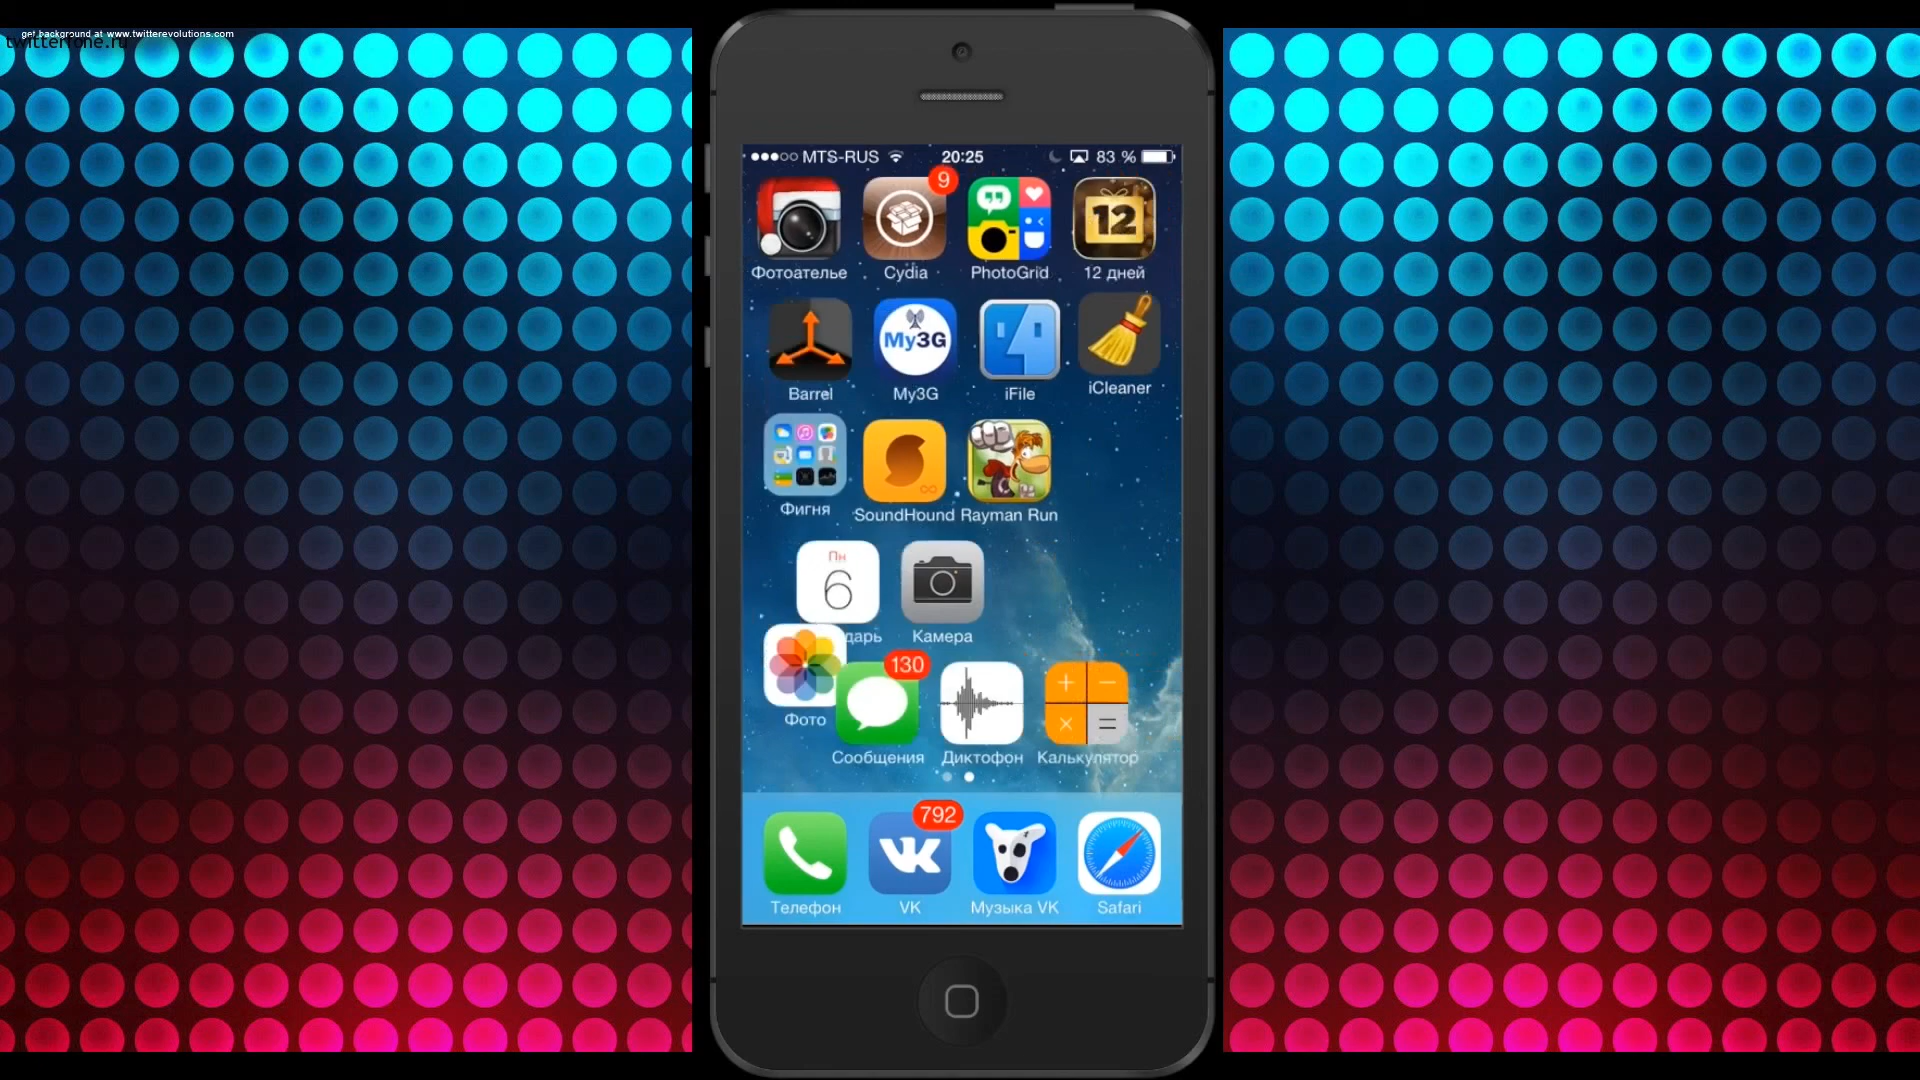 get background at www.twitterevolutions.com
twitterfone.ru
MTS-RUS 20:25 83 %
9
12
Фотоателье Cydia PhotoGrid 12 дней
My3G
Barrel My3G iFile iCleaner
Фигня SoundHound Rayman Run
Пн
6
дарь Камера
130
Фото
Сообщения Диктофон Калькулятор
792
Телефон VK Музыка VK Safari